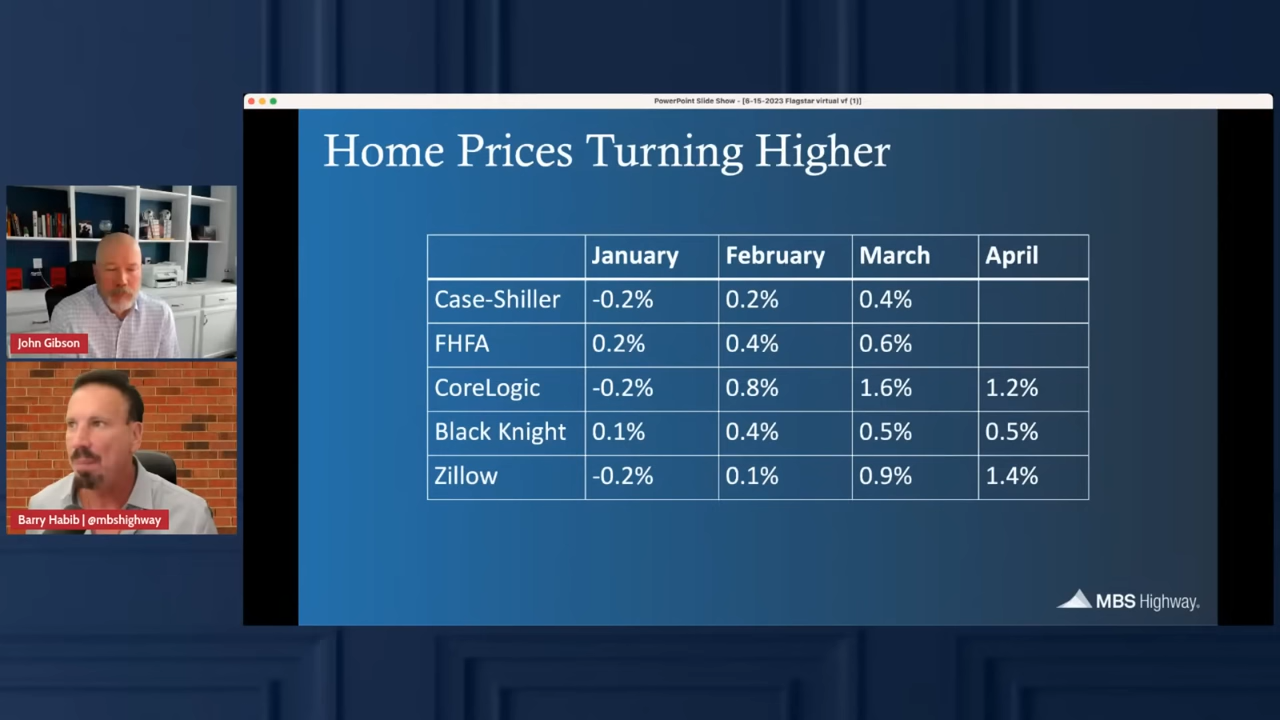 PowerPoint Slide Show - [6-15-2023 Flagstar virtual vf (1)]
Home Prices Turning Higher
January February March April
Case-Shiller -0.2% 0.2% 0.4%
FHFA 0.2% 0.4% 0.6%
CoreLogic -0.2% 0.8% 1.6% 1.2%
Black Knight 0.1% 0.4% 0.5% 0.5%
Zillow -0.2% 0.1% 0.9% 1.4%
MBS Highway.
John Gibson
Barry Habib | @mbshighway